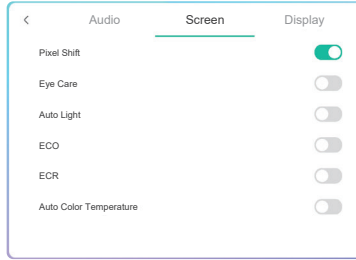 Audio Screen Display
Pixel Shift
Eye Care
Auto Light
ECO
ECR
Auto Color Temperature